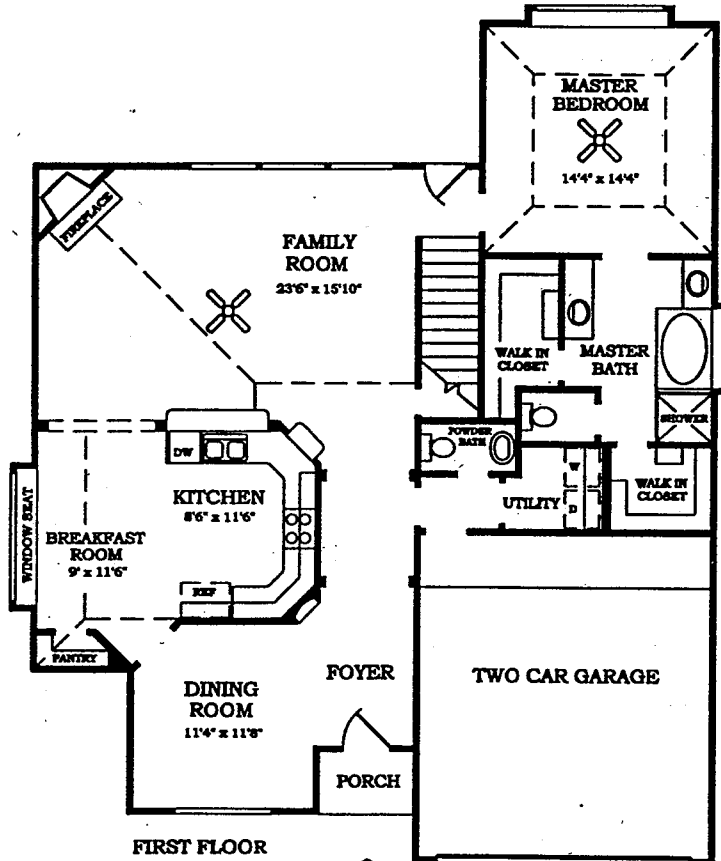 MASTER
BEDROOM
14'4" x 14'4"
FIREPLACE
FAMILY
ROOM
23'6" x 15'10"
WALK IN
CLOSET
MASTER
BATH
SHOWER
POWDER
BATH
DW
KITCHEN
8'6" x 11'6"
WINDOW SEAT
BREAKFAST
ROOM
9' x 11'6"
REF
UTILITY
W
D
WALK IN
CLOSET
PANTRY
DINING
ROOM
11'4" x 11'8"
FOYER
TWO CAR GARAGE
PORCH
FIRST FLOOR